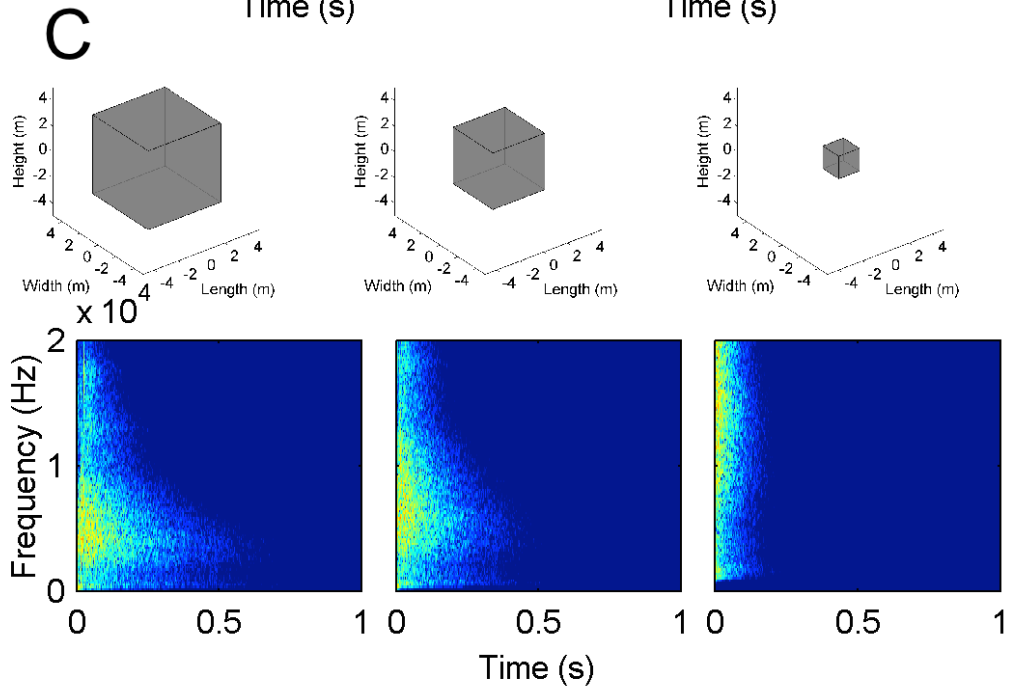 Time (s) Time (s)
C
4 4 4
2 2 2
0 0 0
-2 -2 -2
-4 -4 -4
Height (m) Height (m) Height (m)
4 2 0 -2 -4 -4 -2 0 2 4
4 2 0 -2 -4 -4 -2 0 2 4
4 2 0 -2 -4 -4 -2 0 2 4
Width (m) Length (m) Width (m) Length (m) Width (m) Length (m)
x 10⁴
2
1
0
Frequency (Hz)
0 0.5 1 0 0.5 1 0 0.5 1
Time (s)